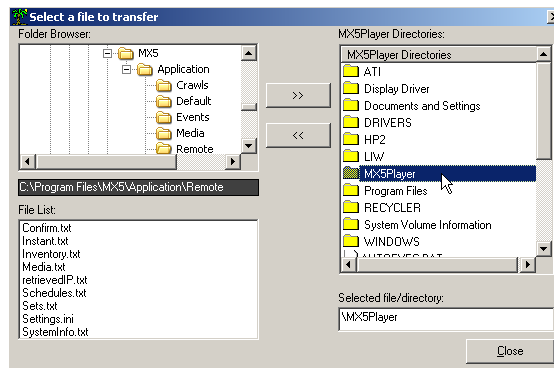 Select a file to transfer
Folder Browser:
MX5
Application
Crawls
Default
Events
Media
Remote
C:\Program Files\MX5\Application\Remote
File List:
Confirm.txt
Instant.txt
Inventory.txt
Media.txt
retrievedIP.txt
Schedules.txt
Sets.txt
Settings.ini
SystemInfo.txt
>>
<<
MX5Player Directories:
MX5Player Directories
ATI
Display Driver
Documents and Settings
DRIVERS
HP2
LIW
MX5Player
Program Files
RECYCLER
System Volume Information
WINDOWS
Selected file/directory:
\MX5Player
Close